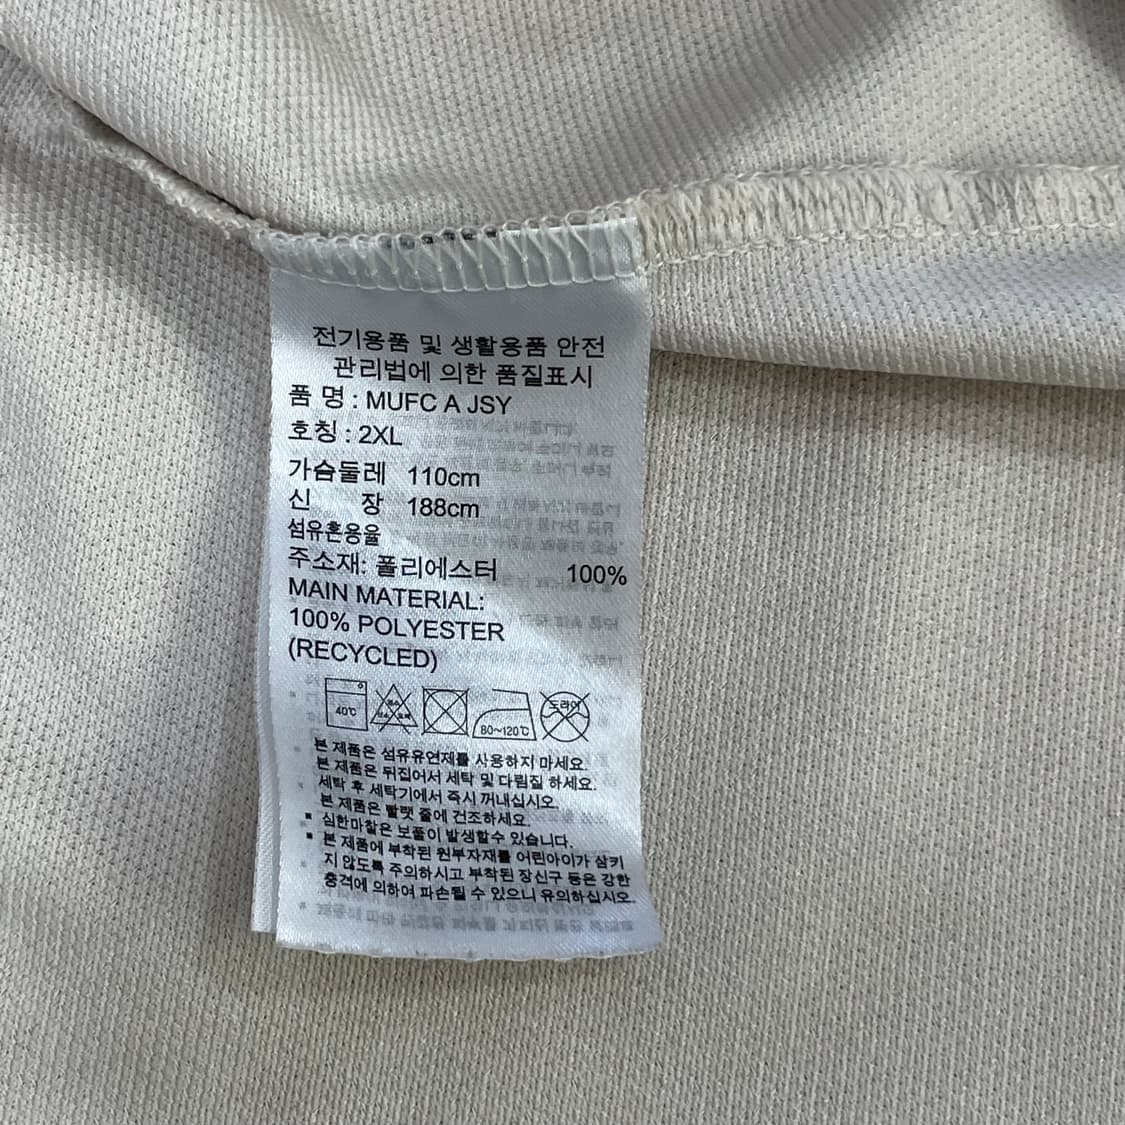 전기용품 및 생활용품 안전
관리법에 의한 품질표시
품 명 : MUFC A JSY
호칭 : 2XL
가슴둘레 110cm
신 장 188cm
섬유혼용율
주소재: 폴리에스터 100%
MAIN MATERIAL:
100% POLYESTER
(RECYCLED)
40℃ 80~120℃ 드라이
본 제품은 섬유유연제를 사용하지 마세요.
본 제품은 뒤집어서 세탁 및 다림질 하세요.
세탁 후 세탁기에서 즉시 꺼내십시오.
본 제품은 빨랫 줄에 건조하세요.
▪ 심한마찰은 보풀이 발생할수 있습니다.
▪ 본 제품에 부착된 원부자재를 어린아이가 삼키
지 않도록 주의하시고 부착된 장신구 등은 강한
충격에 의하여 파손될 수 있으니 유의하십시오.